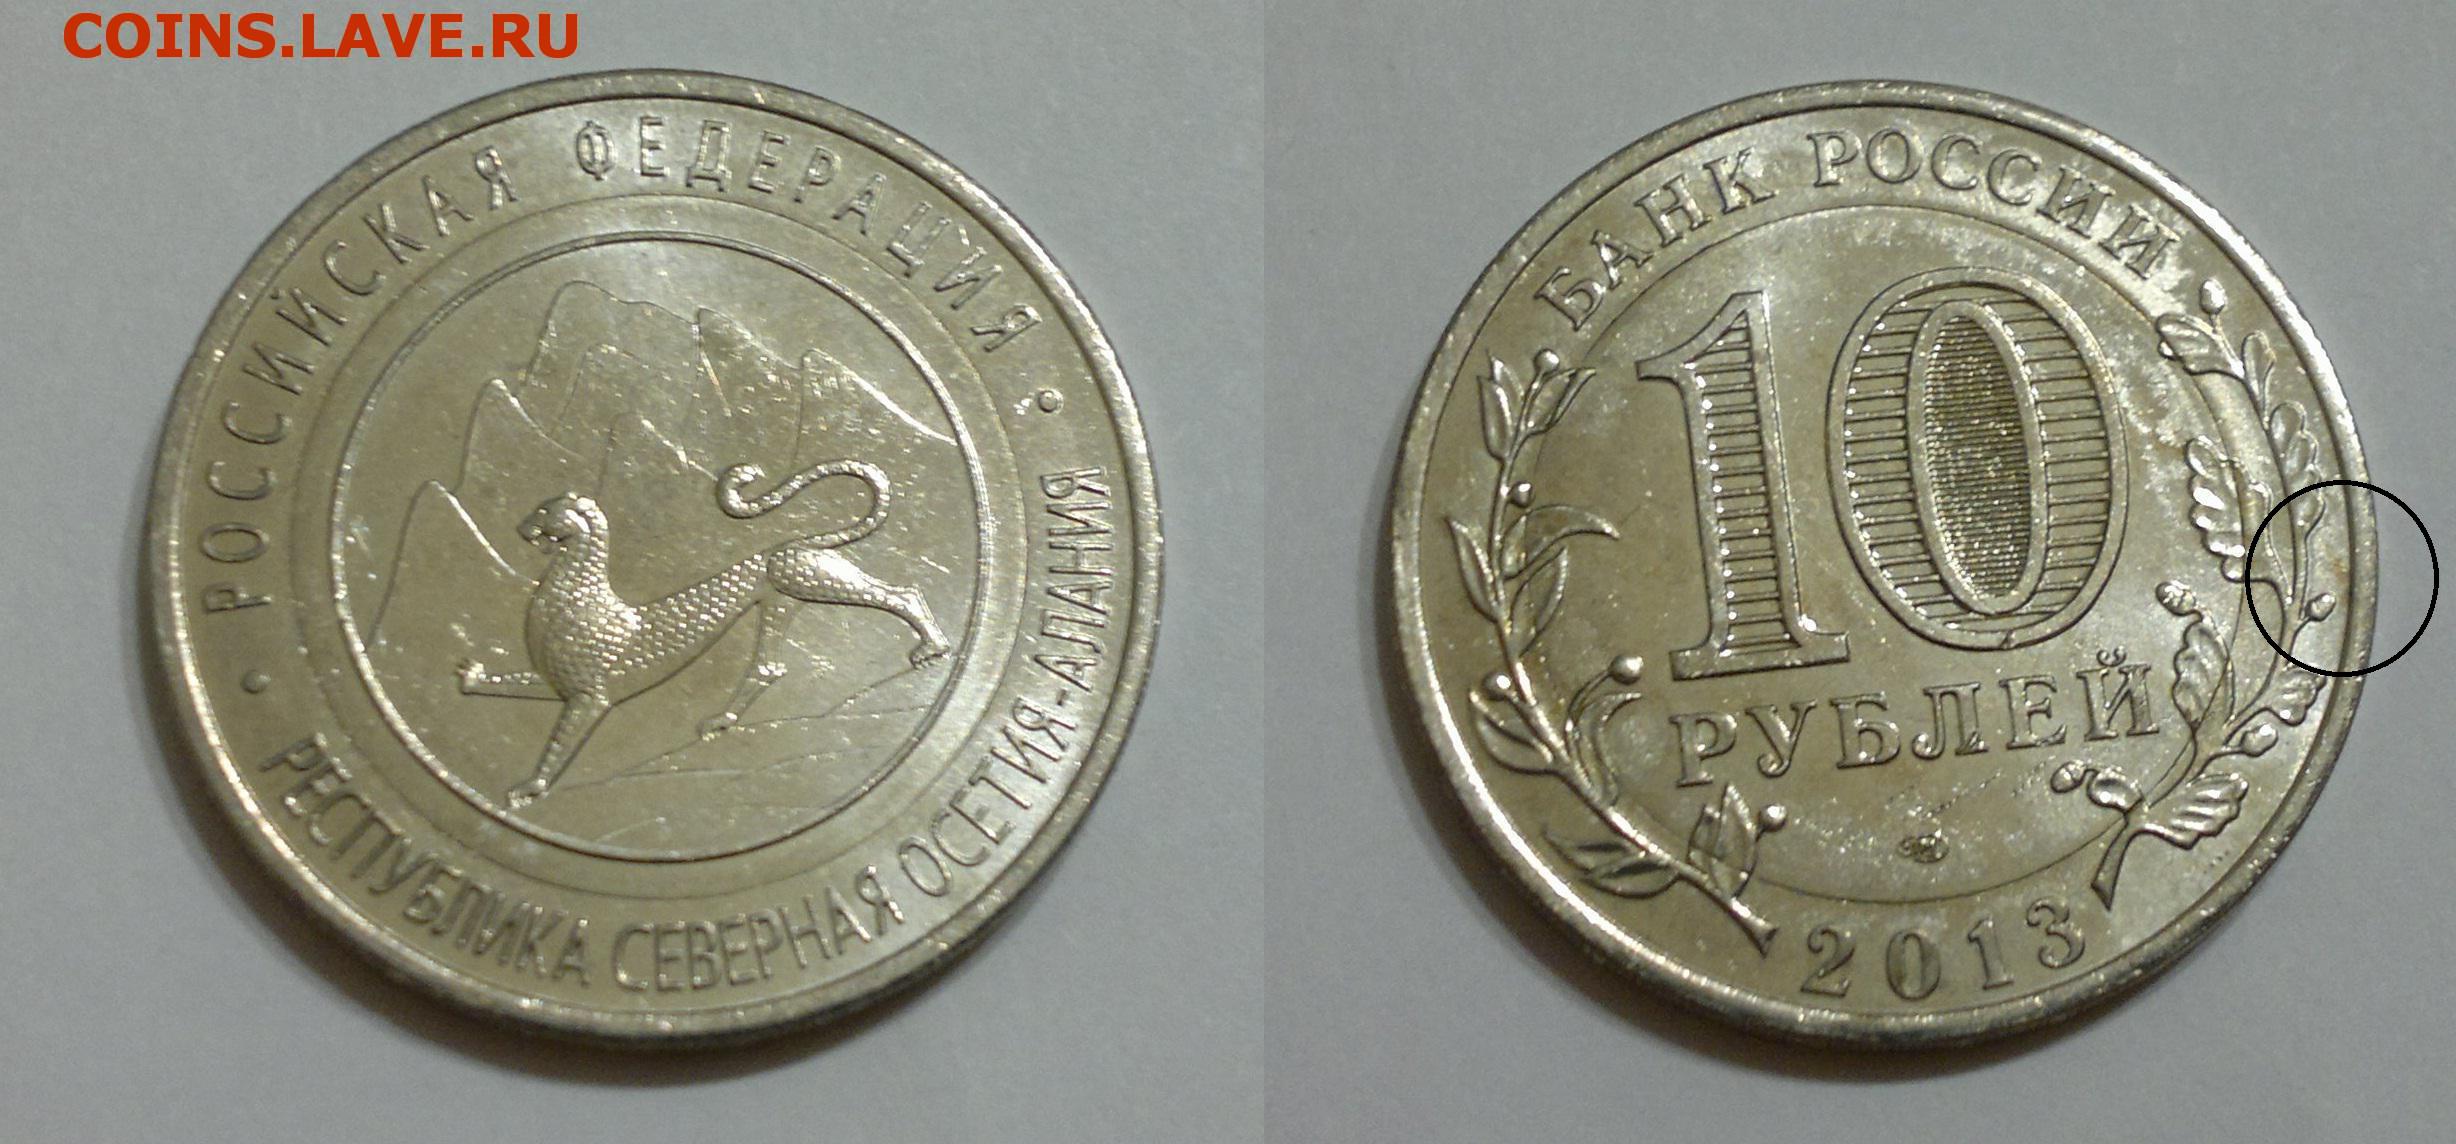 COINS.LAVE.RU
РОССИЙСКАЯ ФЕДЕРАЦИЯ
РЕСПУБЛИКА СЕВЕРНАЯ ОСЕТИЯ-АЛАНИЯ
БАНК РОССИИ
10
РУБЛЕЙ
2013